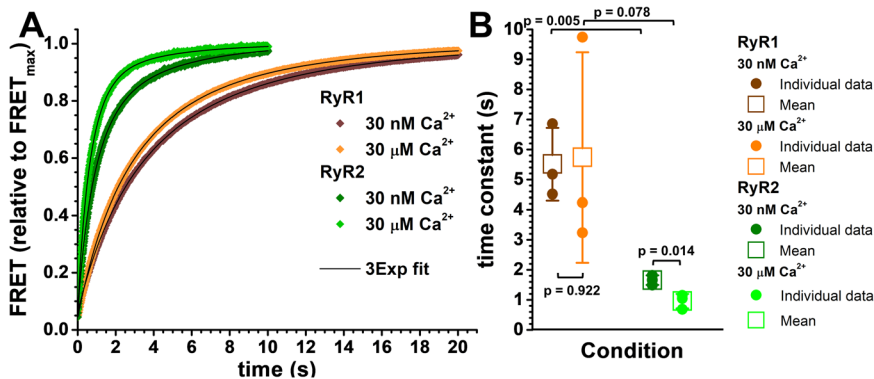 A
FRET (relative to FRETmax)
1.0
0.8
0.6
0.4
0.2
0.0
0 2 4 6 8 10 12 14 16 18 20
time (s)
RyR1
30 nM Ca²⁺
30 μM Ca²⁺
RyR2
30 nM Ca²⁺
30 μM Ca²⁺
3Exp fit
B
time constant (s)
10
9
8
7
6
5
4
3
2
1
0
p = 0.005
p = 0.078
p = 0.922
p = 0.014
Condition
RyR1
30 nM Ca²⁺
Individual data
Mean
30 μM Ca²⁺
Individual data
Mean
RyR2
30 nM Ca²⁺
Individual data
Mean
30 μM Ca²⁺
Individual data
Mean